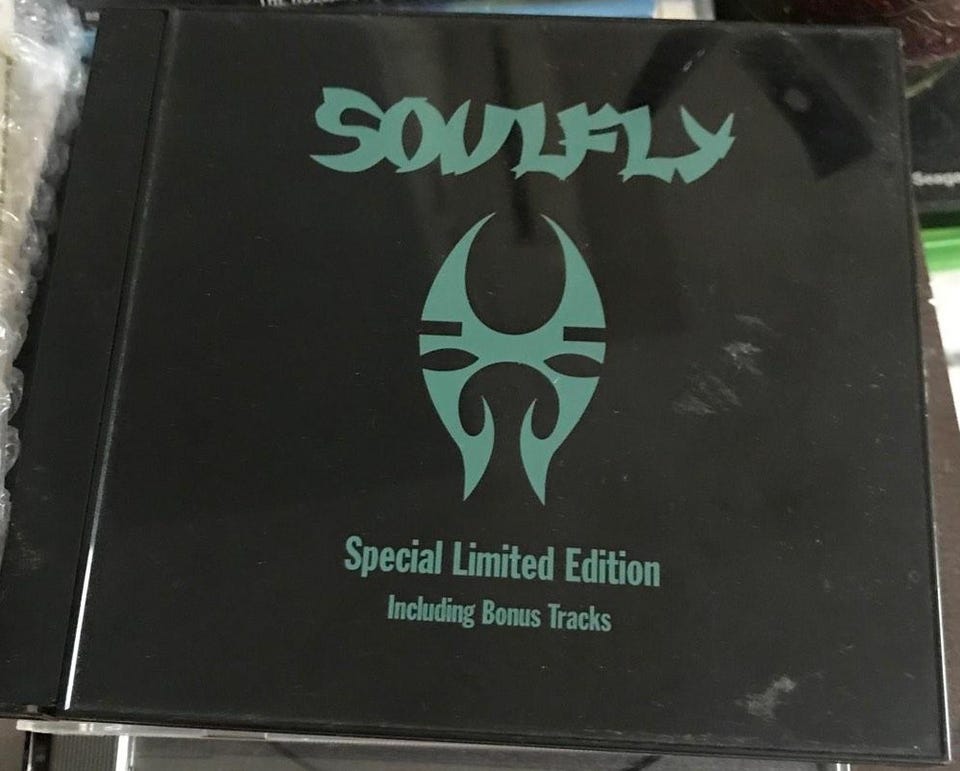 SOULFLY
Special Limited Edition
Including Bonus Tracks